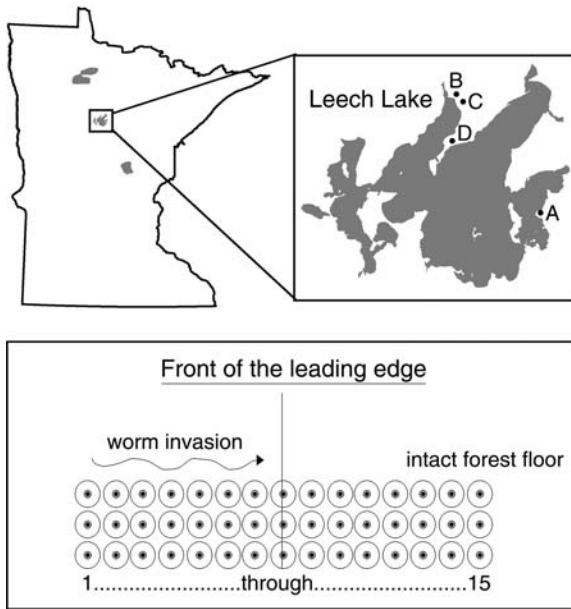 B
Leech Lake
C
D
A
Front of the leading edge
worm invasion
intact forest floor
1......................through......................15